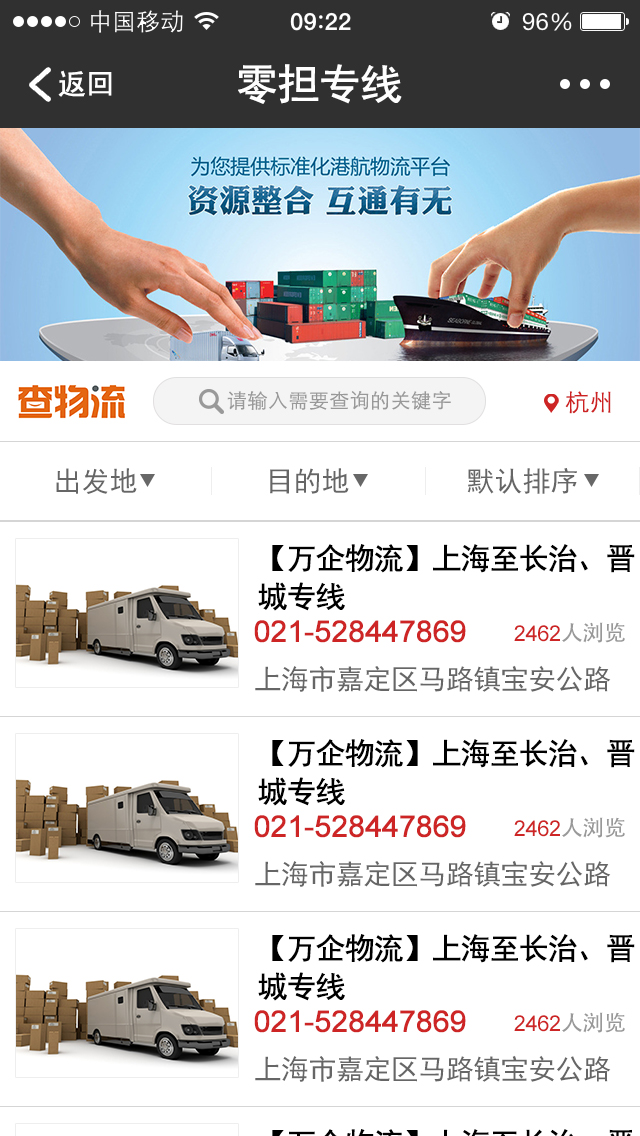 中国移动 09:22 96%
返回 零担专线
为您提供标准化港航物流平台
资源整合 互通有无
查物流 请输入需要查询的关键字 杭州
出发地 目的地 默认排序
【万企物流】上海至长治、晋
城专线
021-528447869 2462人浏览
上海市嘉定区马路镇宝安公路
【万企物流】上海至长治、晋
城专线
021-528447869 2462人浏览
上海市嘉定区马路镇宝安公路
【万企物流】上海至长治、晋
城专线
021-528447869 2462人浏览
上海市嘉定区马路镇宝安公路